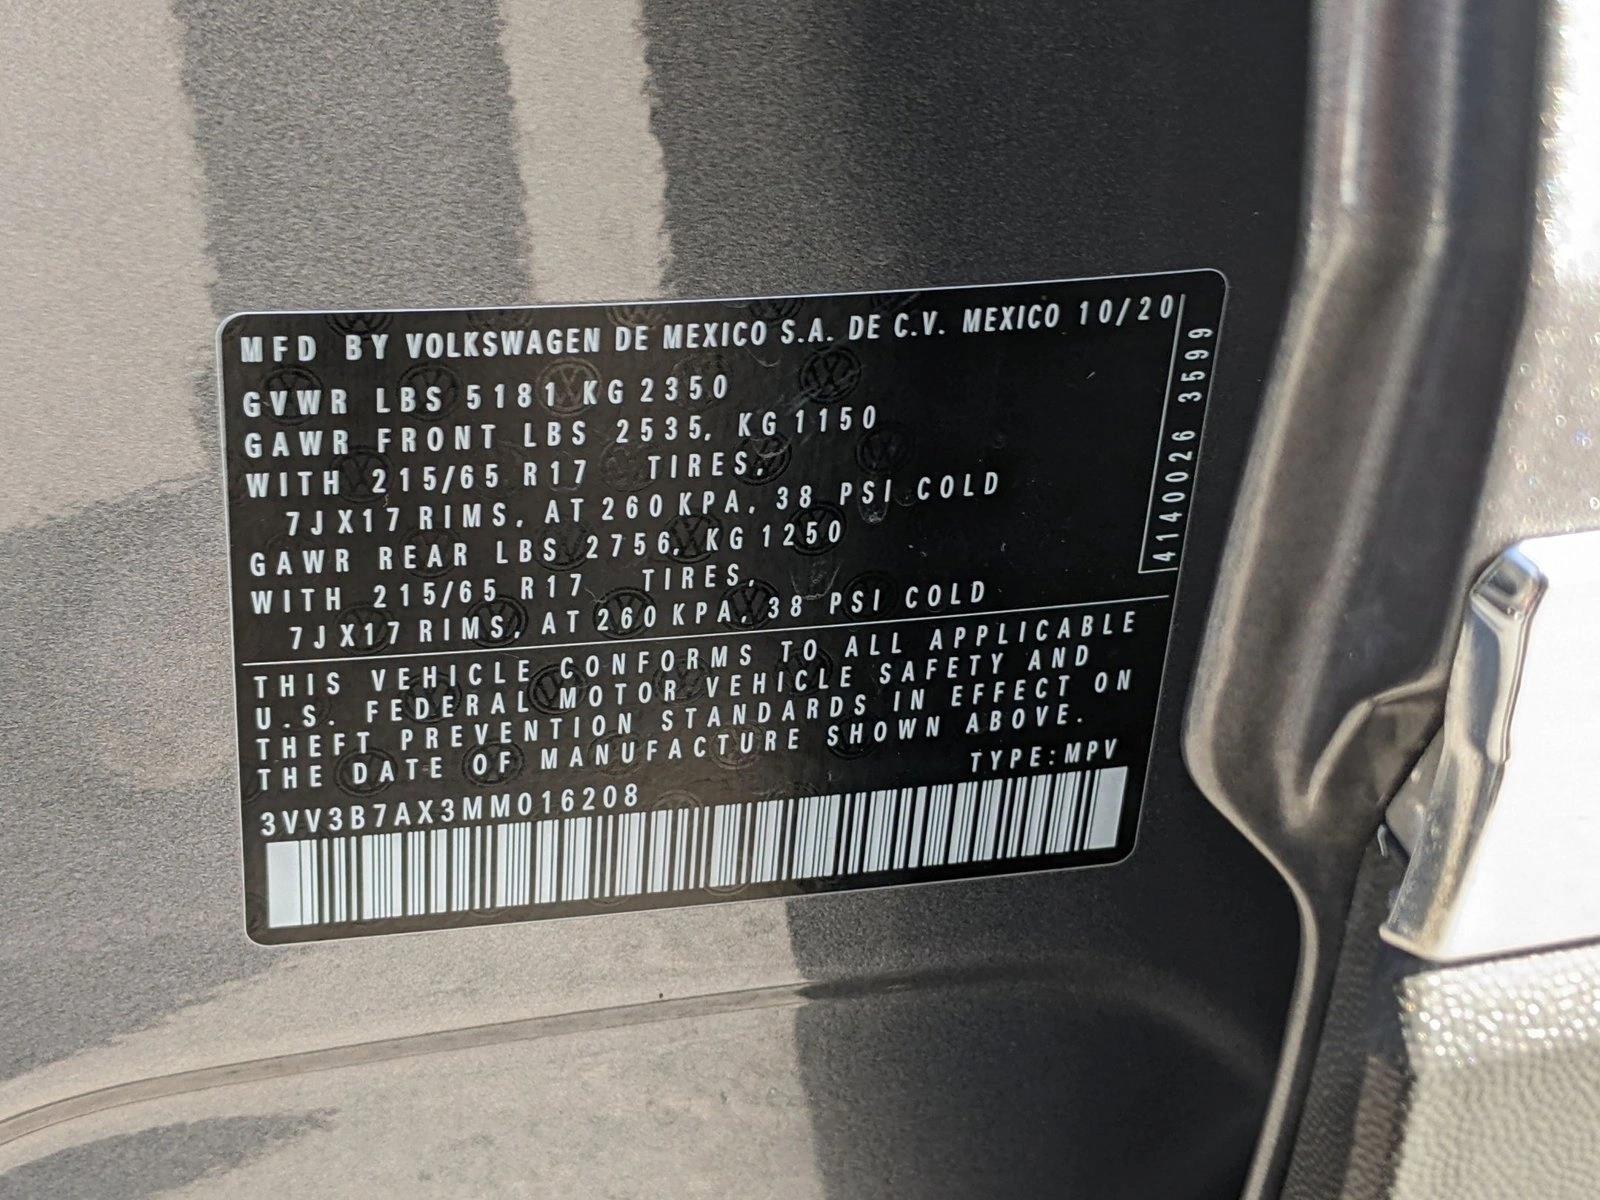 MFD BY VOLKSWAGEN DE MEXICO S.A. DE C.V. MEXICO 10/20
GVWR LBS 5181 KG 2350
GAWR FRONT LBS 2535, KG 1150
WITH 215/65 R17 TIRES,
7JX17 RIMS, AT 260 KPA, 38 PSI COLD
GAWR REAR LBS 2756, KG 1250
WITH 215/65 R17 TIRES,
7JX17 RIMS, AT 260 KPA, 38 PSI COLD
4140026 3599
THIS VEHICLE CONFORMS TO ALL APPLICABLE
U.S. FEDERAL MOTOR VEHICLE SAFETY AND
THEFT PREVENTION STANDARDS IN EFFECT ON
THE DATE OF MANUFACTURE SHOWN ABOVE.
TYPE: MPV
3VV3B7AX3MM016208